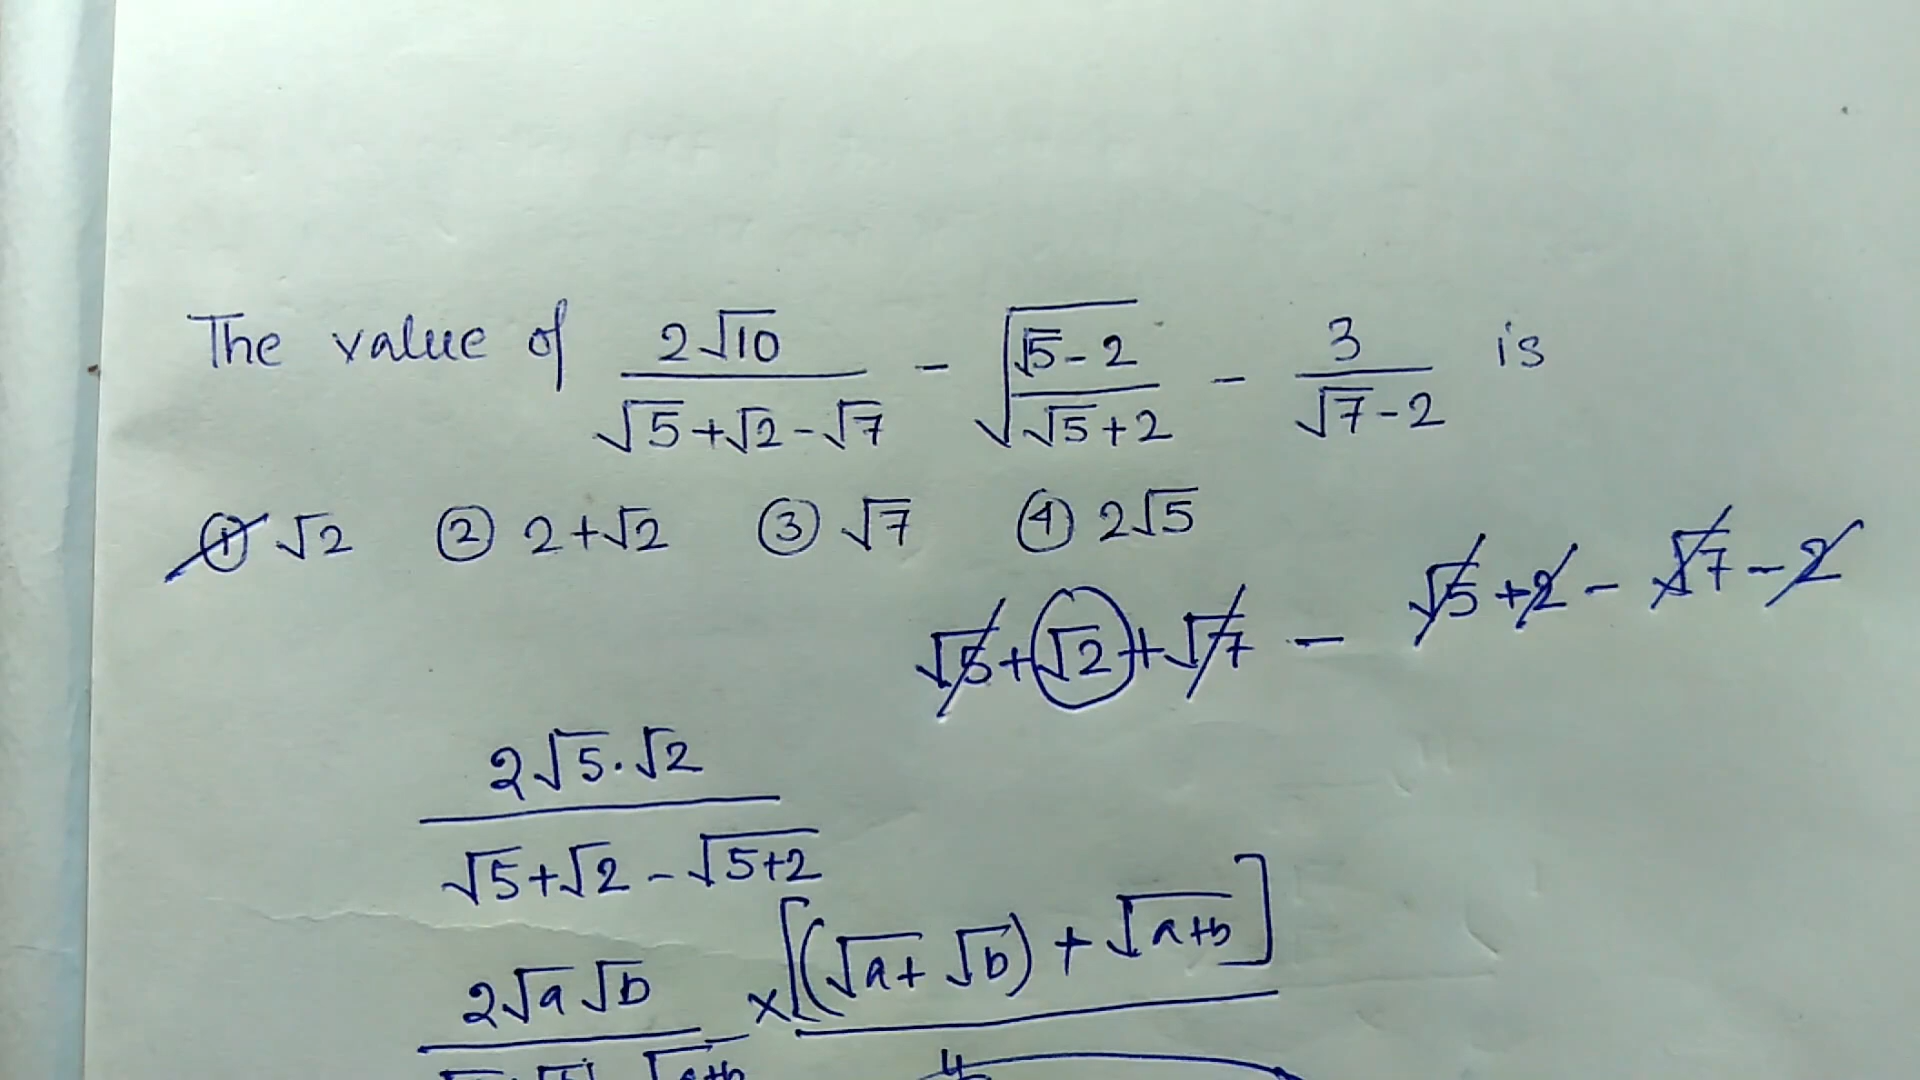 The value of 2√10 / (√5+√2-√7) - √((√5-2) / (√5+2)) - 3 / (√7-2) is
① √2 ② 2+√2 ③ √7 ④ 2√5
√5+√2+√7 - √5+2 - √7-2
2√5·√2 / (√5+√2-√(5+2))
2√a √b × [(√a+√b)+√(a+b)]